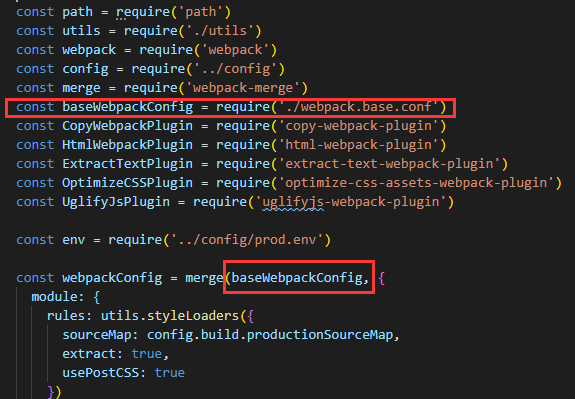 const path = require('path')
const utils = require('./utils')
const webpack = require('webpack')
const config = require('../config')
const merge = require('webpack-merge')
const baseWebpackConfig = require('./webpack.base.conf')
const CopyWebpackPlugin = require('copy-webpack-plugin')
const HtmlWebpackPlugin = require('html-webpack-plugin')
const ExtractTextPlugin = require('extract-text-webpack-plugin')
const OptimizeCSSPlugin = require('optimize-css-assets-webpack-plugin')
const UglifyJsPlugin = require('uglifyjs-webpack-plugin')
const env = require('../config/prod.env')
const webpackConfig = merge(baseWebpackConfig, {
  module: {
    rules: utils.styleLoaders({
      sourceMap: config.build.productionSourceMap,
      extract: true,
      usePostCSS: true
    })